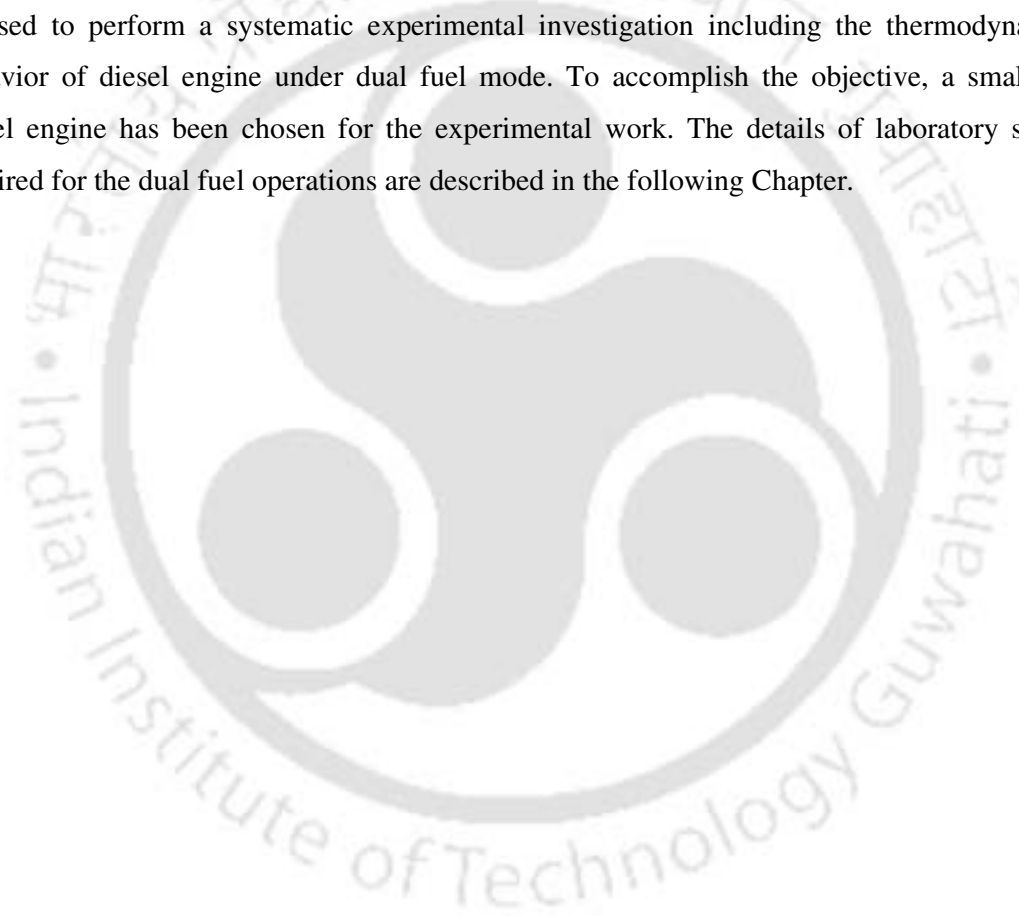 sed to perform a systematic experimental investigation including the thermodyna
vior of diesel engine under dual fuel mode. To accomplish the objective, a smal
el engine has been chosen for the experimental work. The details of laboratory s
ired for the dual fuel operations are described in the following Chapter.
Indian Institute of Technology Guwahati